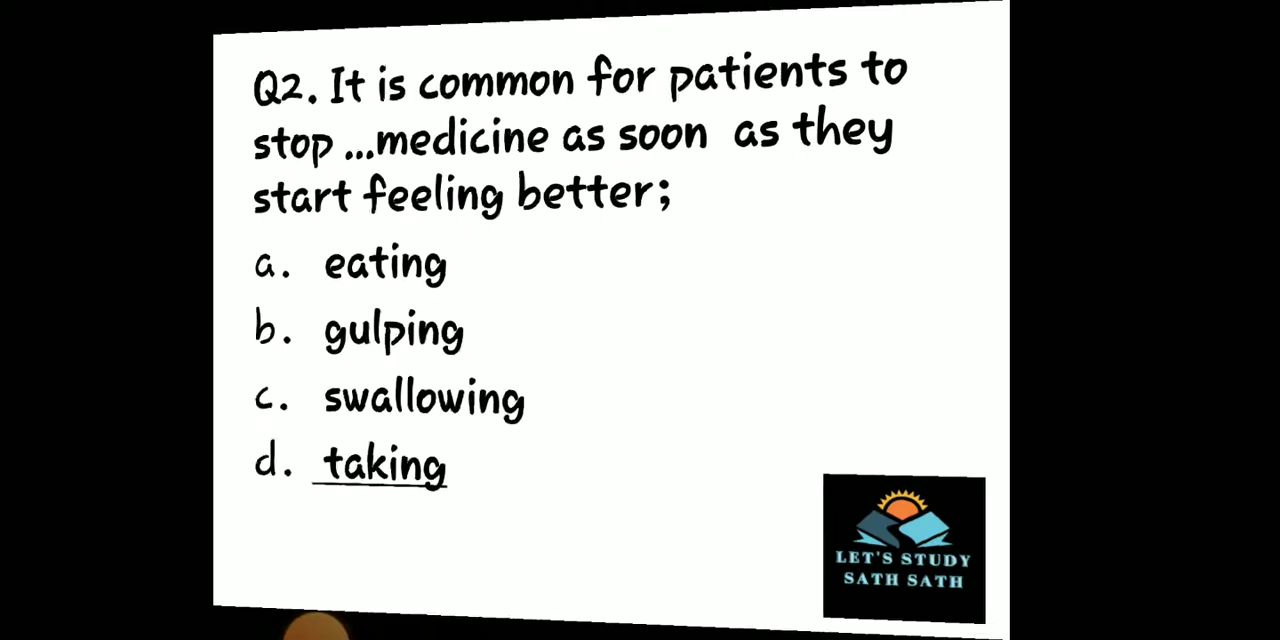 Q2. It is common for patients to
stop ...medicine as soon as they
start feeling better;
a. eating
b. gulping
c. swallowing
d. taking
LET'S STUDY
SATH SATH